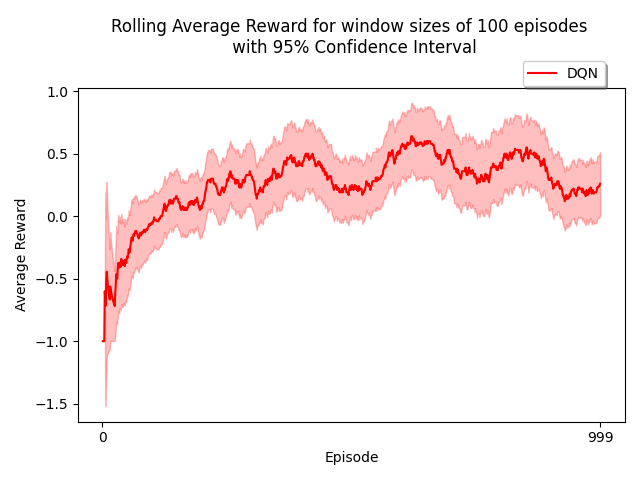 Rolling Average Reward for window sizes of 100 episodes
with 95% Confidence Interval
DQN
1.0
0.5
0.0
−0.5
−1.0
−1.5
Average Reward
0
999
Episode